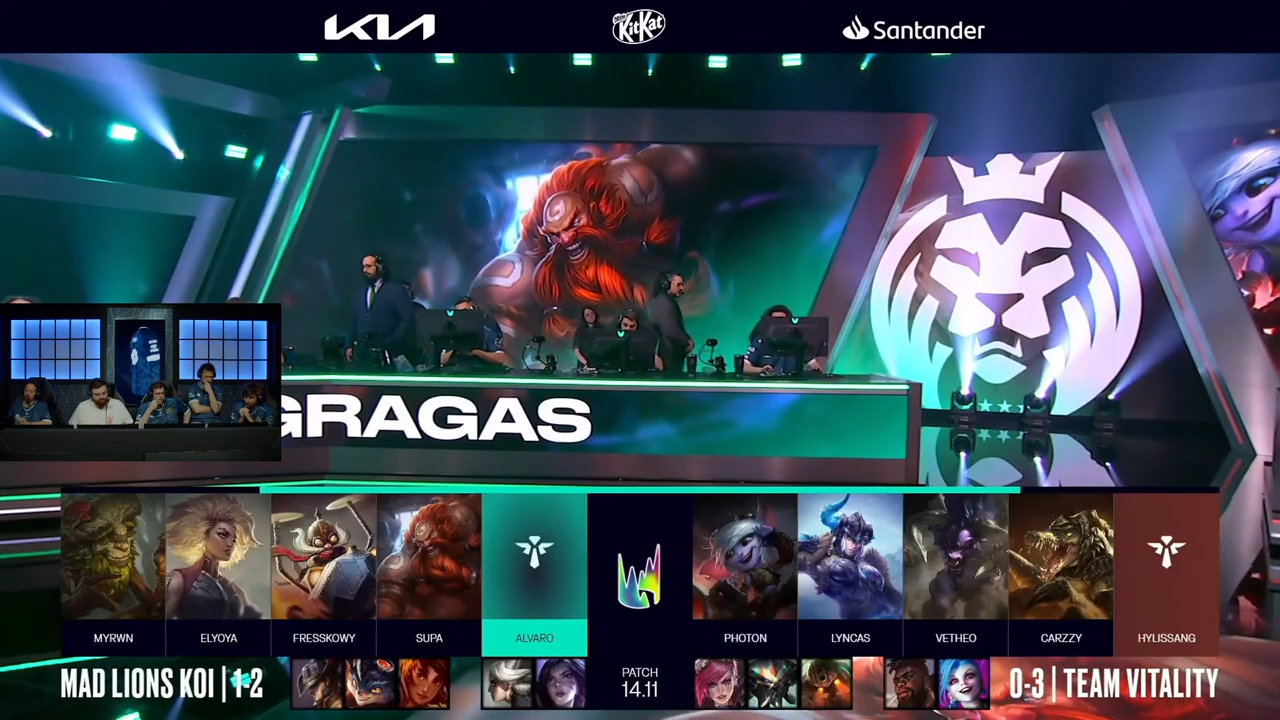 KIA
Nestlé KitKat
Santander
GRAGAS
MYRWN
ELYOYA
FRESSKOWY
SUPA
ALVARO
PHOTON
LYNCAS
VETHEO
CARZZY
HYLISSANG
MAD LIONS KOI | 1-2
PATCH
14.11
0-3 | TEAM VITALITY